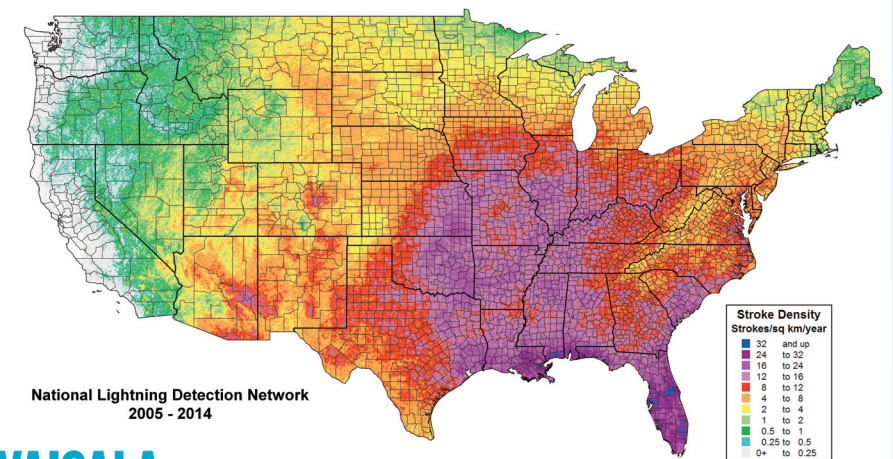 National Lightning Detection Network
2005 - 2014
Stroke Density
Strokes/sq km/year
32 and up
24 to 32
16 to 24
12 to 16
8 to 12
4 to 8
2 to 4
1 to 2
0.5 to 1
0.25 to 0.5
0+ to 0.25
VAISALA